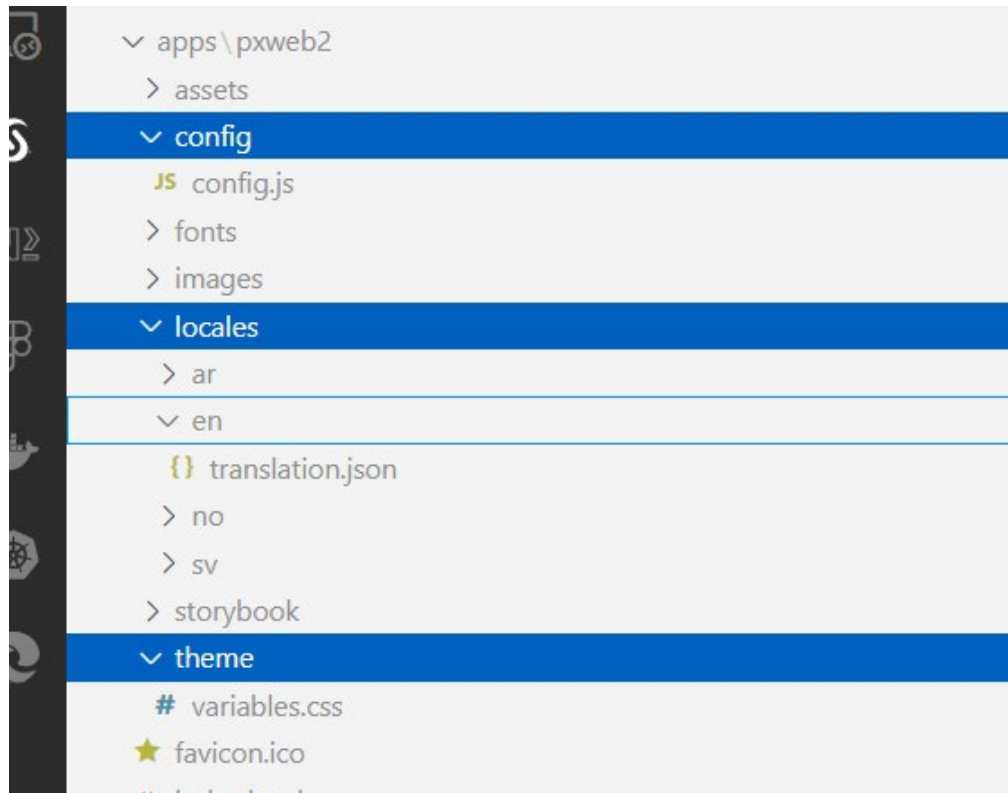 apps\pxweb2
assets
config
JS config.js
fonts
images
locales
ar
en
{} translation.json
no
sv
storybook
theme
# variables.css
favicon.ico